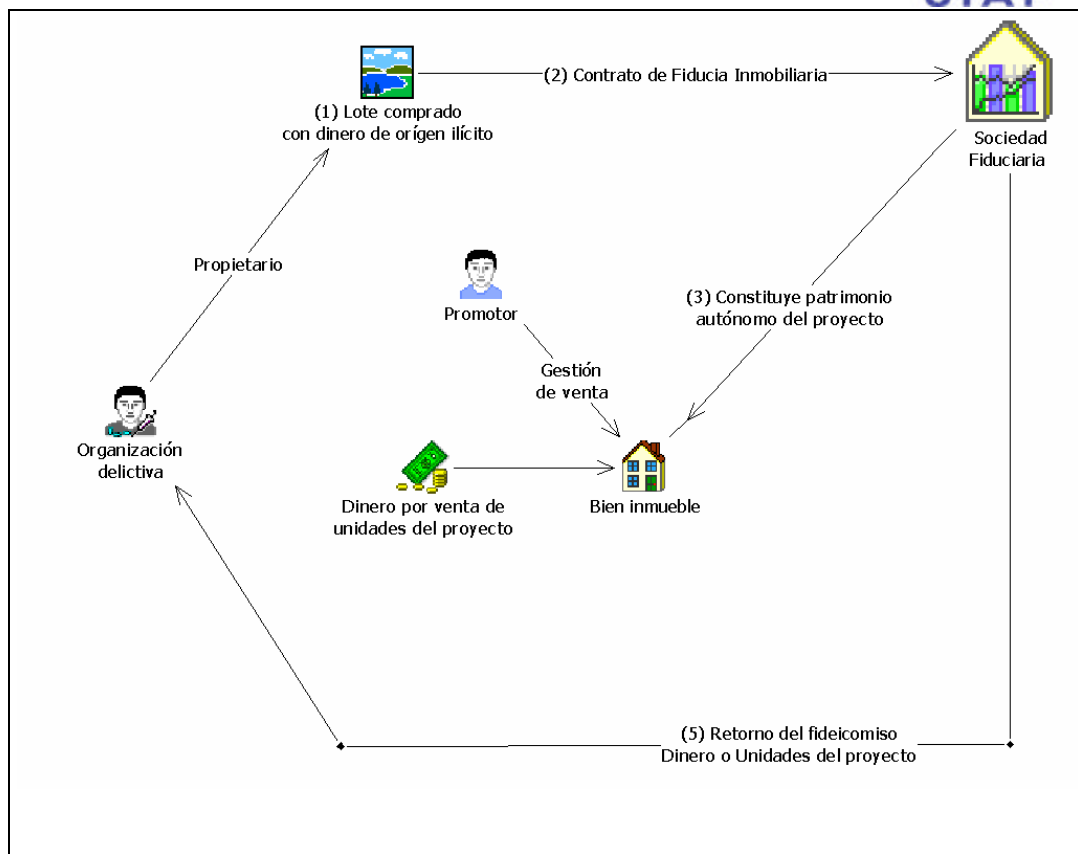 (2) Contrato de Fiducia Inmobiliaria
(1) Lote comprado
con dinero de orígen ilícito
Sociedad
Fiduciaria
Propietario
Promotor
(3) Constituye patrimonio
autónomo del proyecto
Gestión
de venta
Organización
delictiva
Dinero por venta de
unidades del proyecto
Bien inmueble
(5) Retorno del fideicomiso
Dinero o Unidades del proyecto